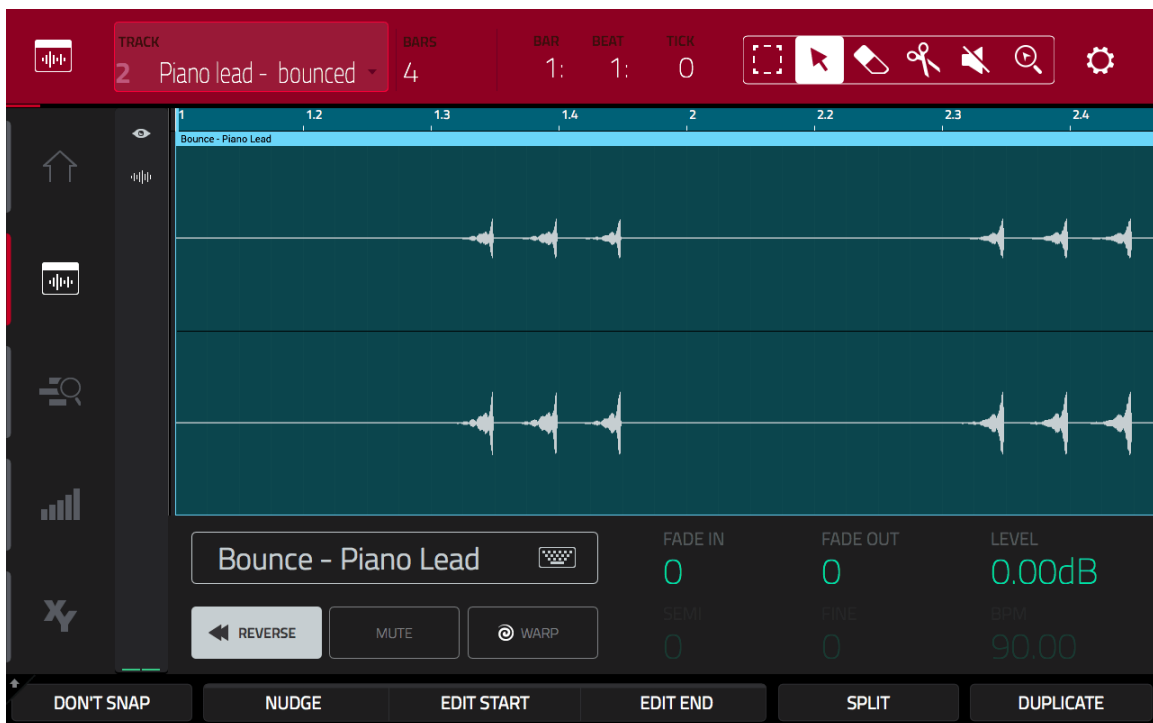 TRACK BARS BAR BEAT TICK
2 Piano lead - bounced 4 1: 1: 0
1 1.2 1.3 1.4 2 2.2 2.3 2.4
Bounce - Piano Lead
Bounce - Piano Lead
FADE IN FADE OUT LEVEL
0 0 0.00dB
REVERSE MUTE WARP
SEMI FINE BPM
0 0 90.00
XY
DON'T SNAP NUDGE EDIT START EDIT END SPLIT DUPLICATE